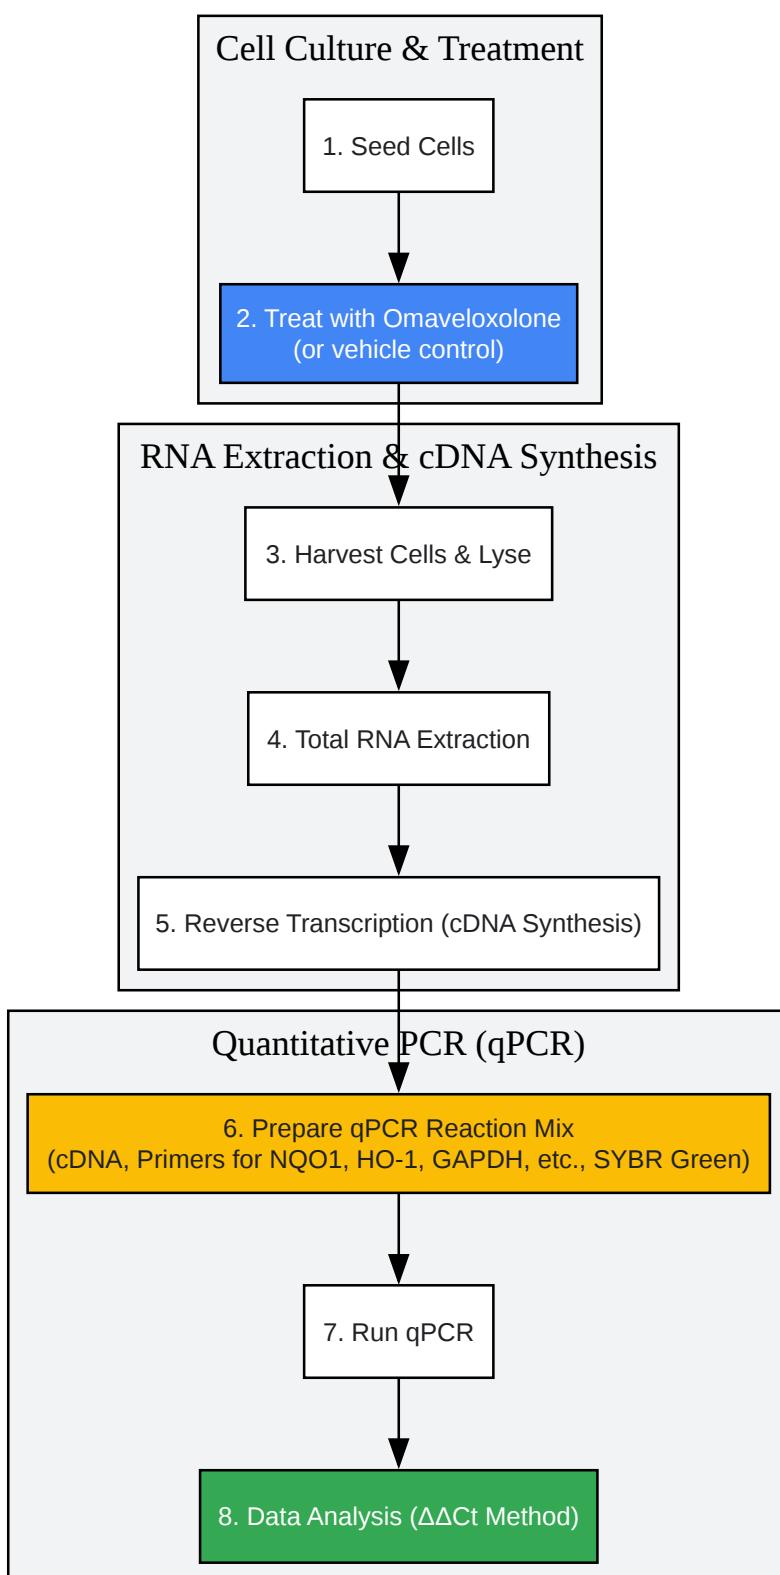 Cell Culture & Treatment
1. Seed Cells
2. Treat with Omaveloxolone
(or vehicle control)
RNA Extraction & cDNA Synthesis
3. Harvest Cells & Lyse
4. Total RNA Extraction
5. Reverse Transcription (cDNA Synthesis)
Quantitative PCR (qPCR)
6. Prepare qPCR Reaction Mix
(cDNA, Primers for NQO1, HO-1, GAPDH, etc., SYBR Green)
7. Run qPCR
8. Data Analysis (ΔΔCt Method)